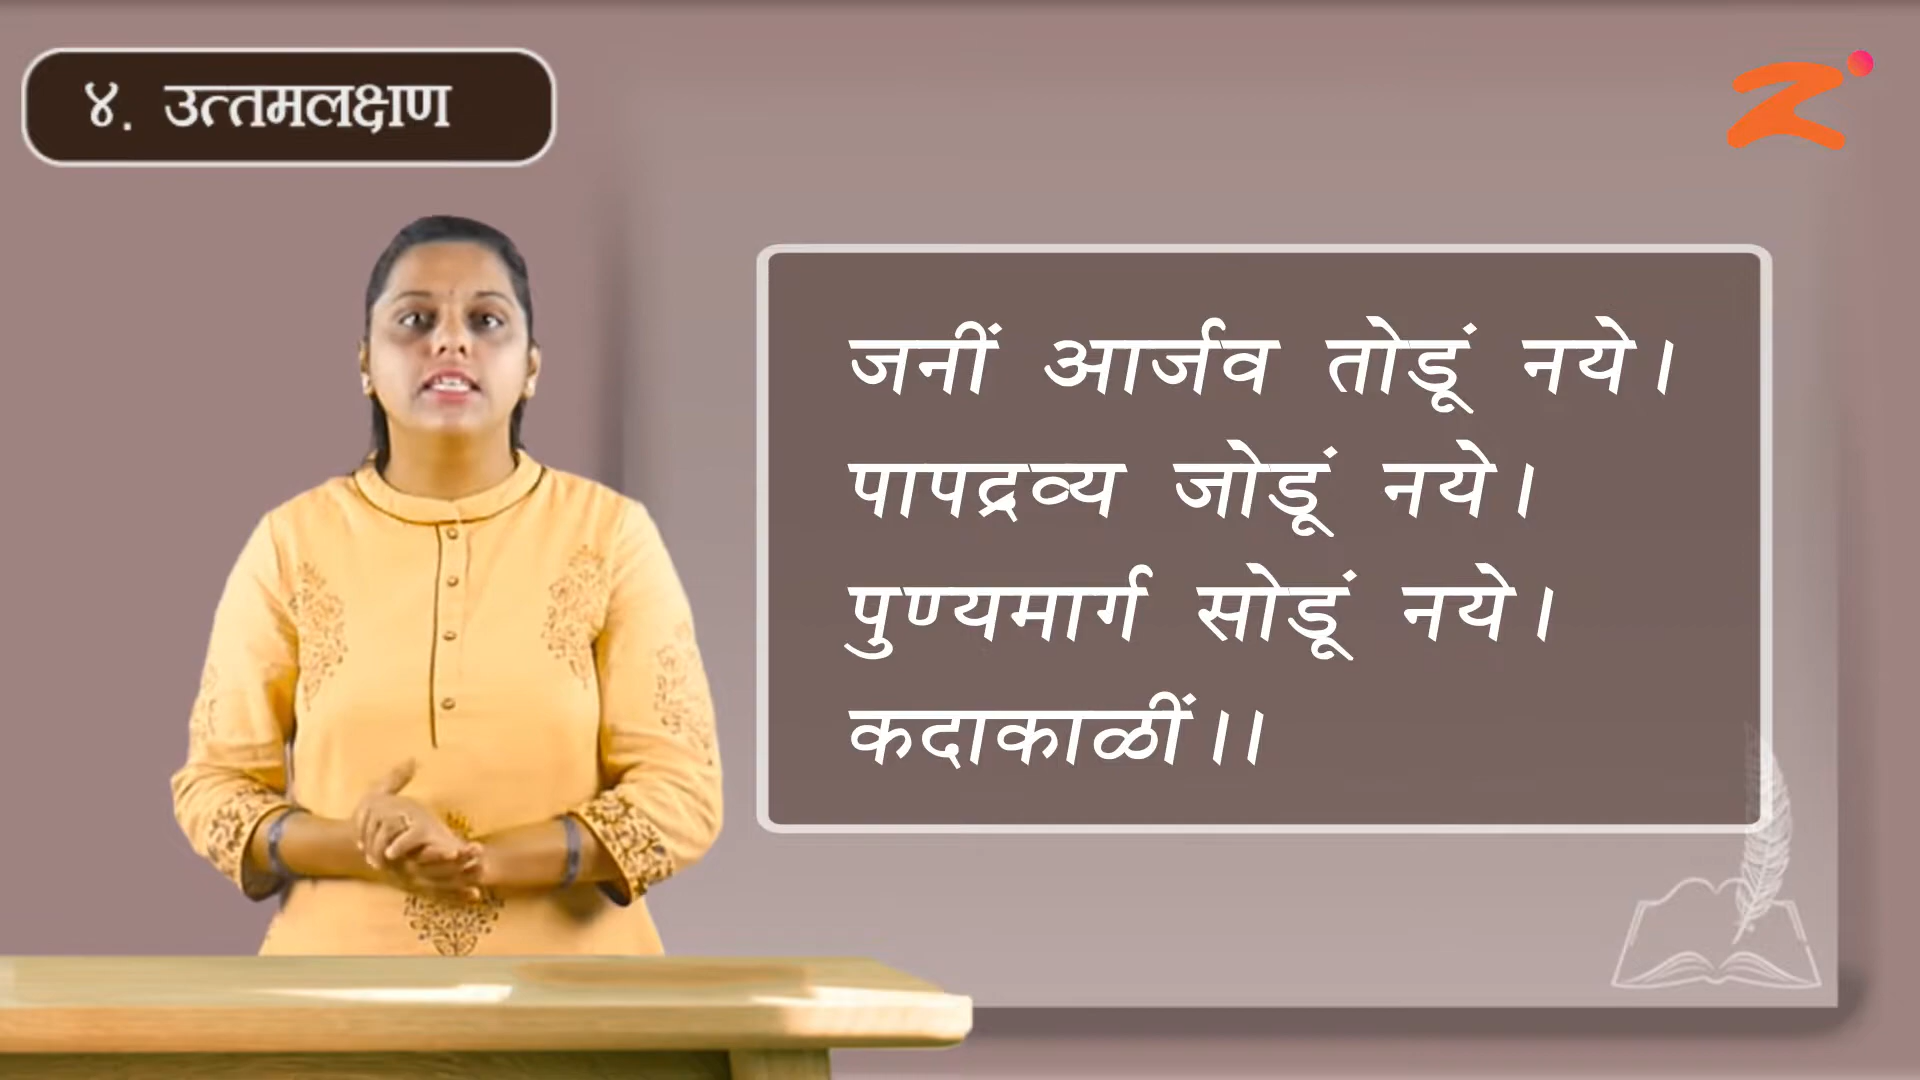 ४. उत्तमलक्षण
जनीं आर्जव तोडूं नये।
पापद्रव्य जोडूं नये।
पुण्यमार्ग सोडूं नये।
कदाकाळीं।।